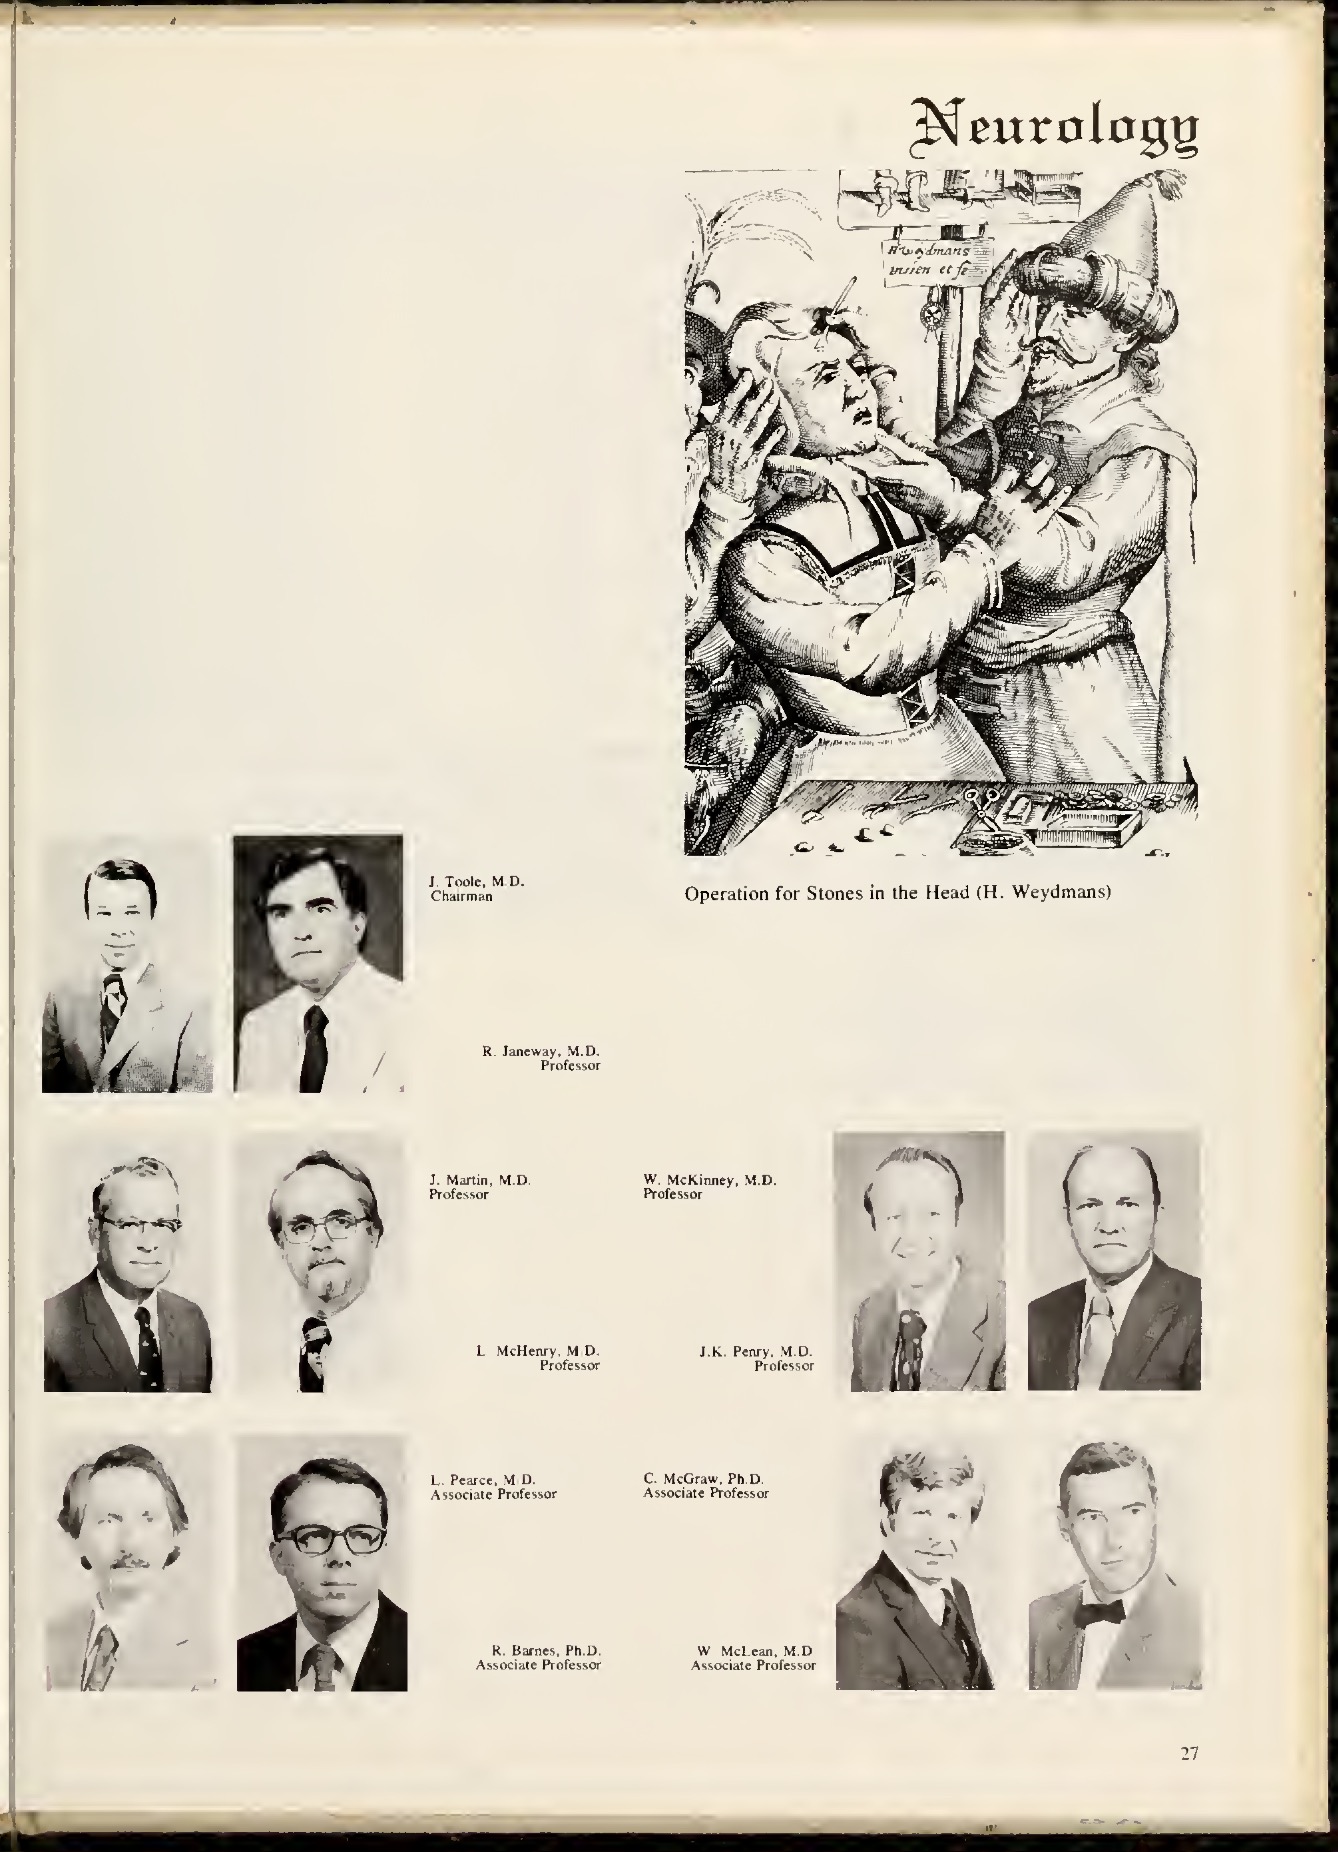 Neurology
H Weydmans
invien et fe
Operation for Stones in the Head (H. Weydmans)
J. Toole, M.D.
Chairman
R. Janeway, M.D.
Professor
J. Martin, M.D.
Professor
L McHenry, M.D.
Professor
W. McKinney, M.D.
Professor
J.K. Penry, M.D.
Professor
L. Pearce, M.D.
Associate Professor
R. Barnes, Ph.D.
Associate Professor
C. McGraw, Ph.D.
Associate Professor
W McLean, M.D
Associate Professor
27